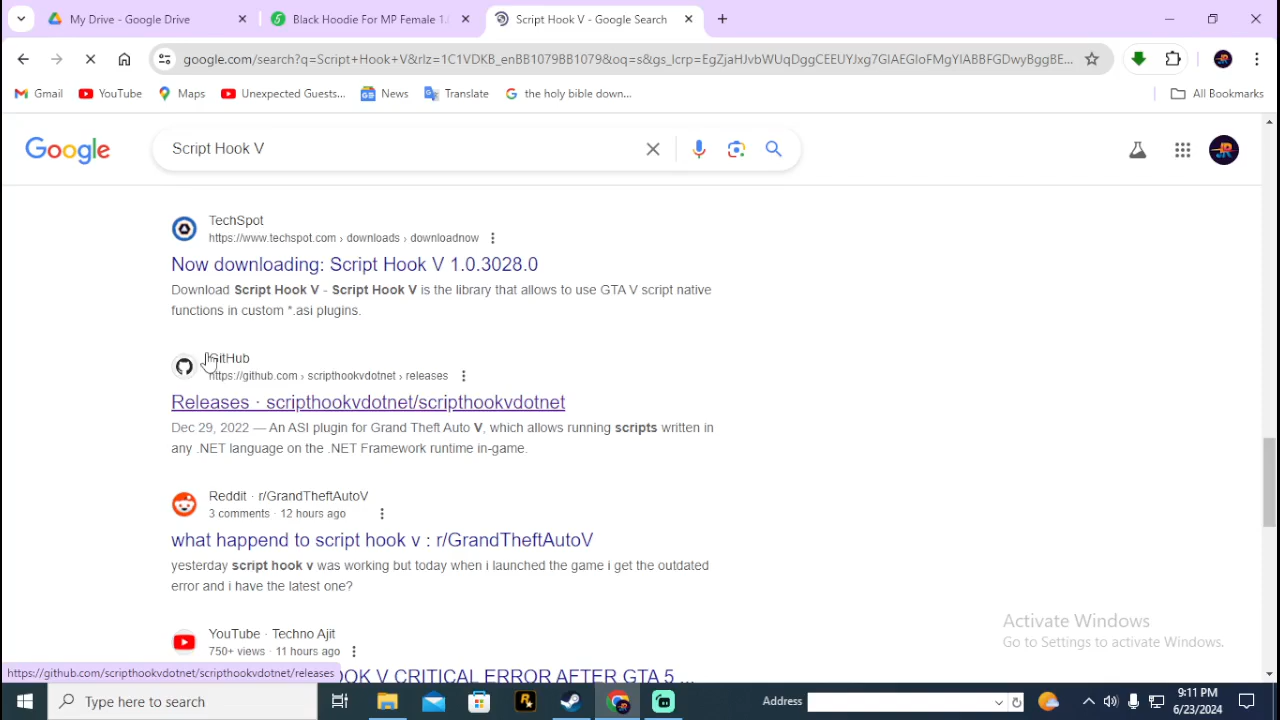 My Drive - Google Drive
Black Hoodie For MP Female 1.
Script Hook V - Google Search
google.com/search?q=Script+Hook+V&rlz=1C1VDKB_enBB1079BB1079&oq=s&gs_lcrp=
Gmail
YouTube
Maps
Unexpected Guests...
News
Translate
the holy bible down...
All Bookmarks
Google
Script Hook V
TechSpot
https://www.techspot.com › downloads › downloadnow
Now downloading: Script Hook V 1.0.3028.0
Download Script Hook V - Script Hook V is the library that allows to use GTA V script native
functions in custom *.asi plugins.
GitHub
https://github.com › scripthookvdotnet › releases
Releases · scripthookvdotnet/scripthookvdotnet
Dec 29, 2022 — An ASI plugin for Grand Theft Auto V, which allows running scripts written in
any .NET language on the .NET Framework runtime in-game.
Reddit · r/GrandTheftAutoV
3 comments · 12 hours ago
what happend to script hook v : r/GrandTheftAutoV
yesterday script hook v was working but today when i launched the game i get the outdated
error and i have the latest one?
YouTube · Techno Ajit
750+ views · 11 hours ago
OK V CRITICAL ERROR AFTER GTA 5 ...
Activate Windows
Go to Settings to activate Windows.
https://github.com/scripthookvdotnet/scripthookvdotnet/releases
Type here to search
Address
9:11 PM
6/23/2024